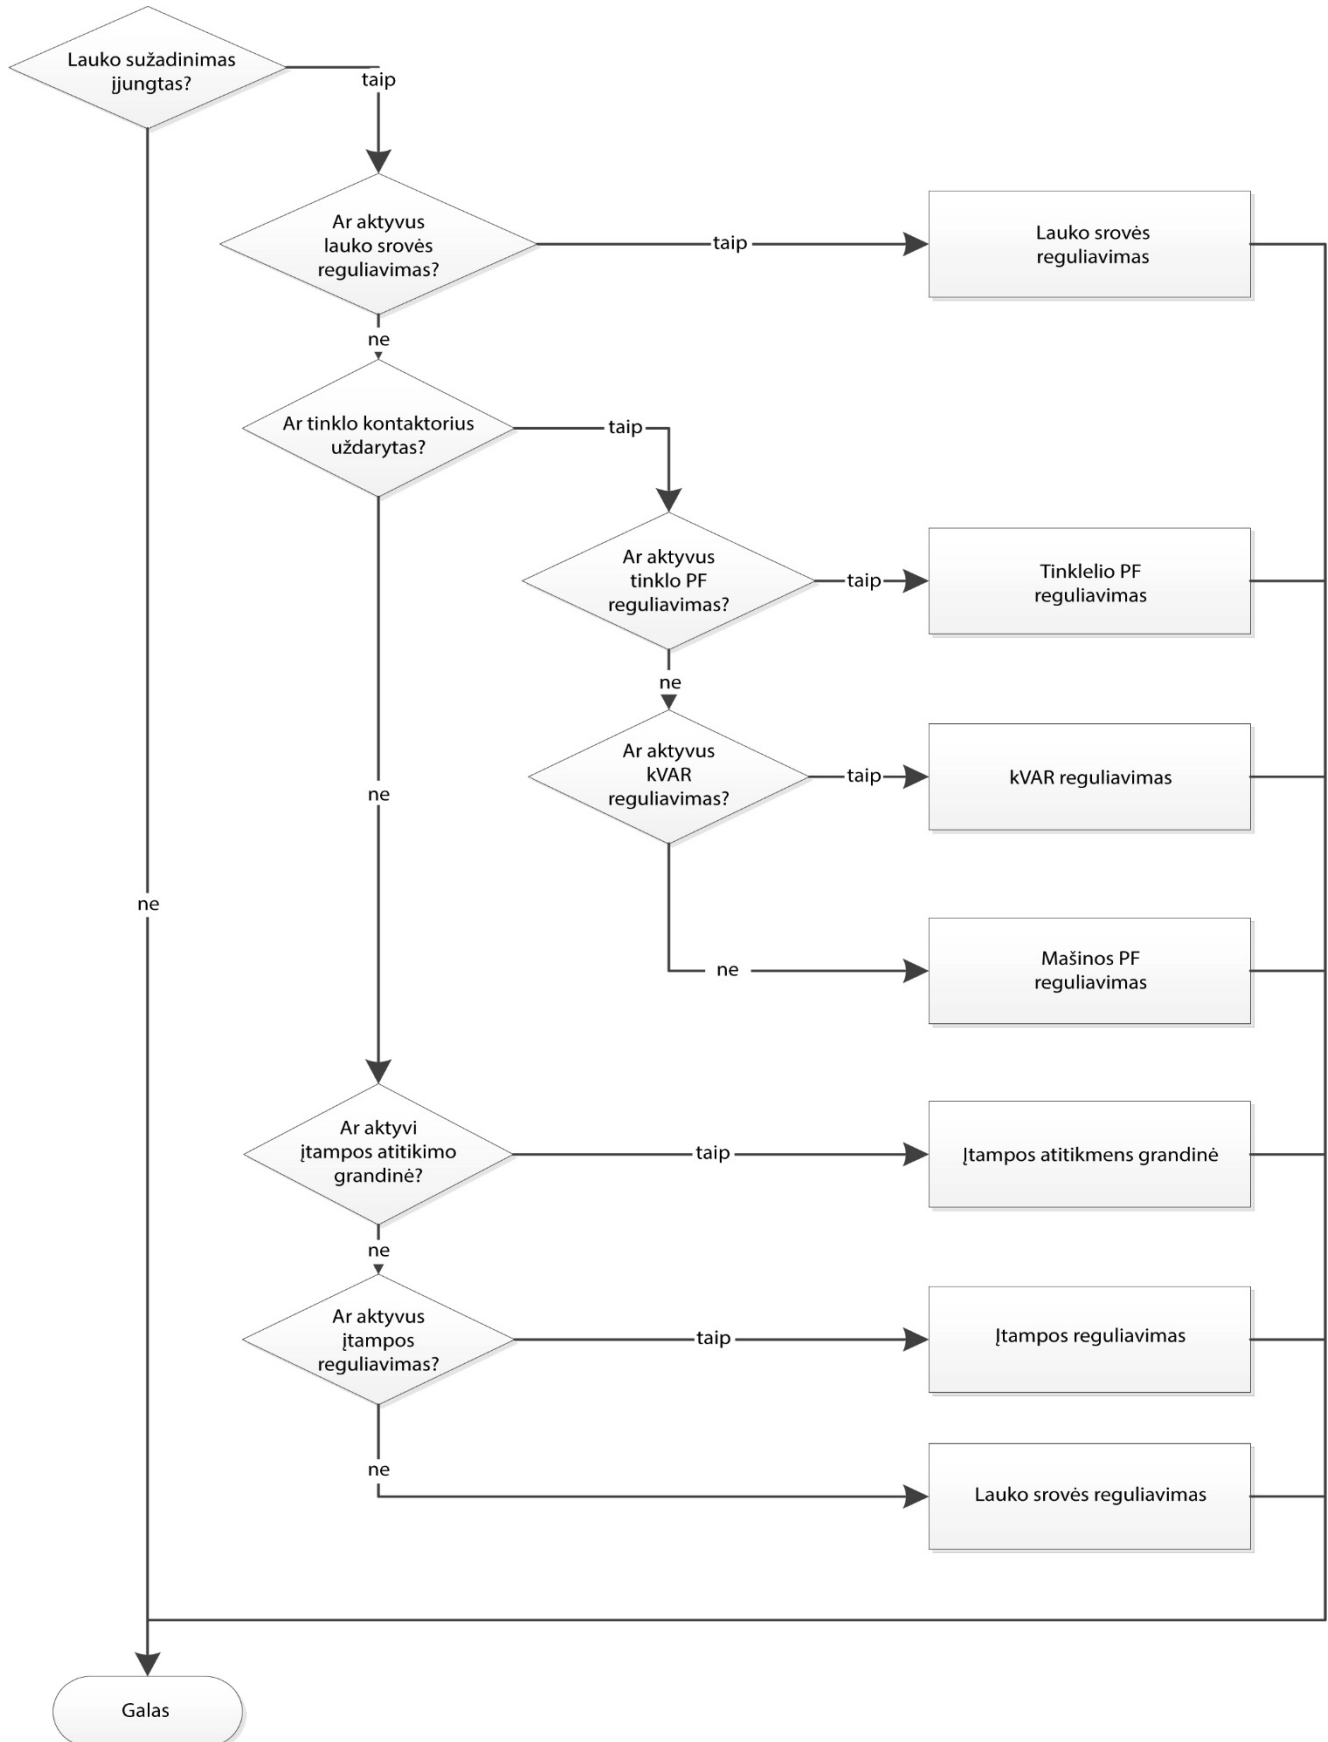 Lauko sužadinimas
įjungtas?
taip
Ar aktyvus
lauko srovės
reguliavimas?
taip
Lauko srovės
reguliavimas
ne
Ar tinklo kontaktorius
uždarytas?
taip
Ar aktyvus
tinklo PF
reguliavimas?
taip
Tinklelio PF
reguliavimas
ne
Ar aktyvus
kVAR
reguliavimas?
taip
kVAR reguliavimas
ne
ne
ne
Mašinos PF
reguliavimas
Ar aktyvi
įtampos atitikimo
grandinė?
taip
Įtampos atitikmens grandinė
ne
Ar aktyvus
įtampos
reguliavimas?
taip
Įtampos reguliavimas
ne
Lauko srovės reguliavimas
Galas